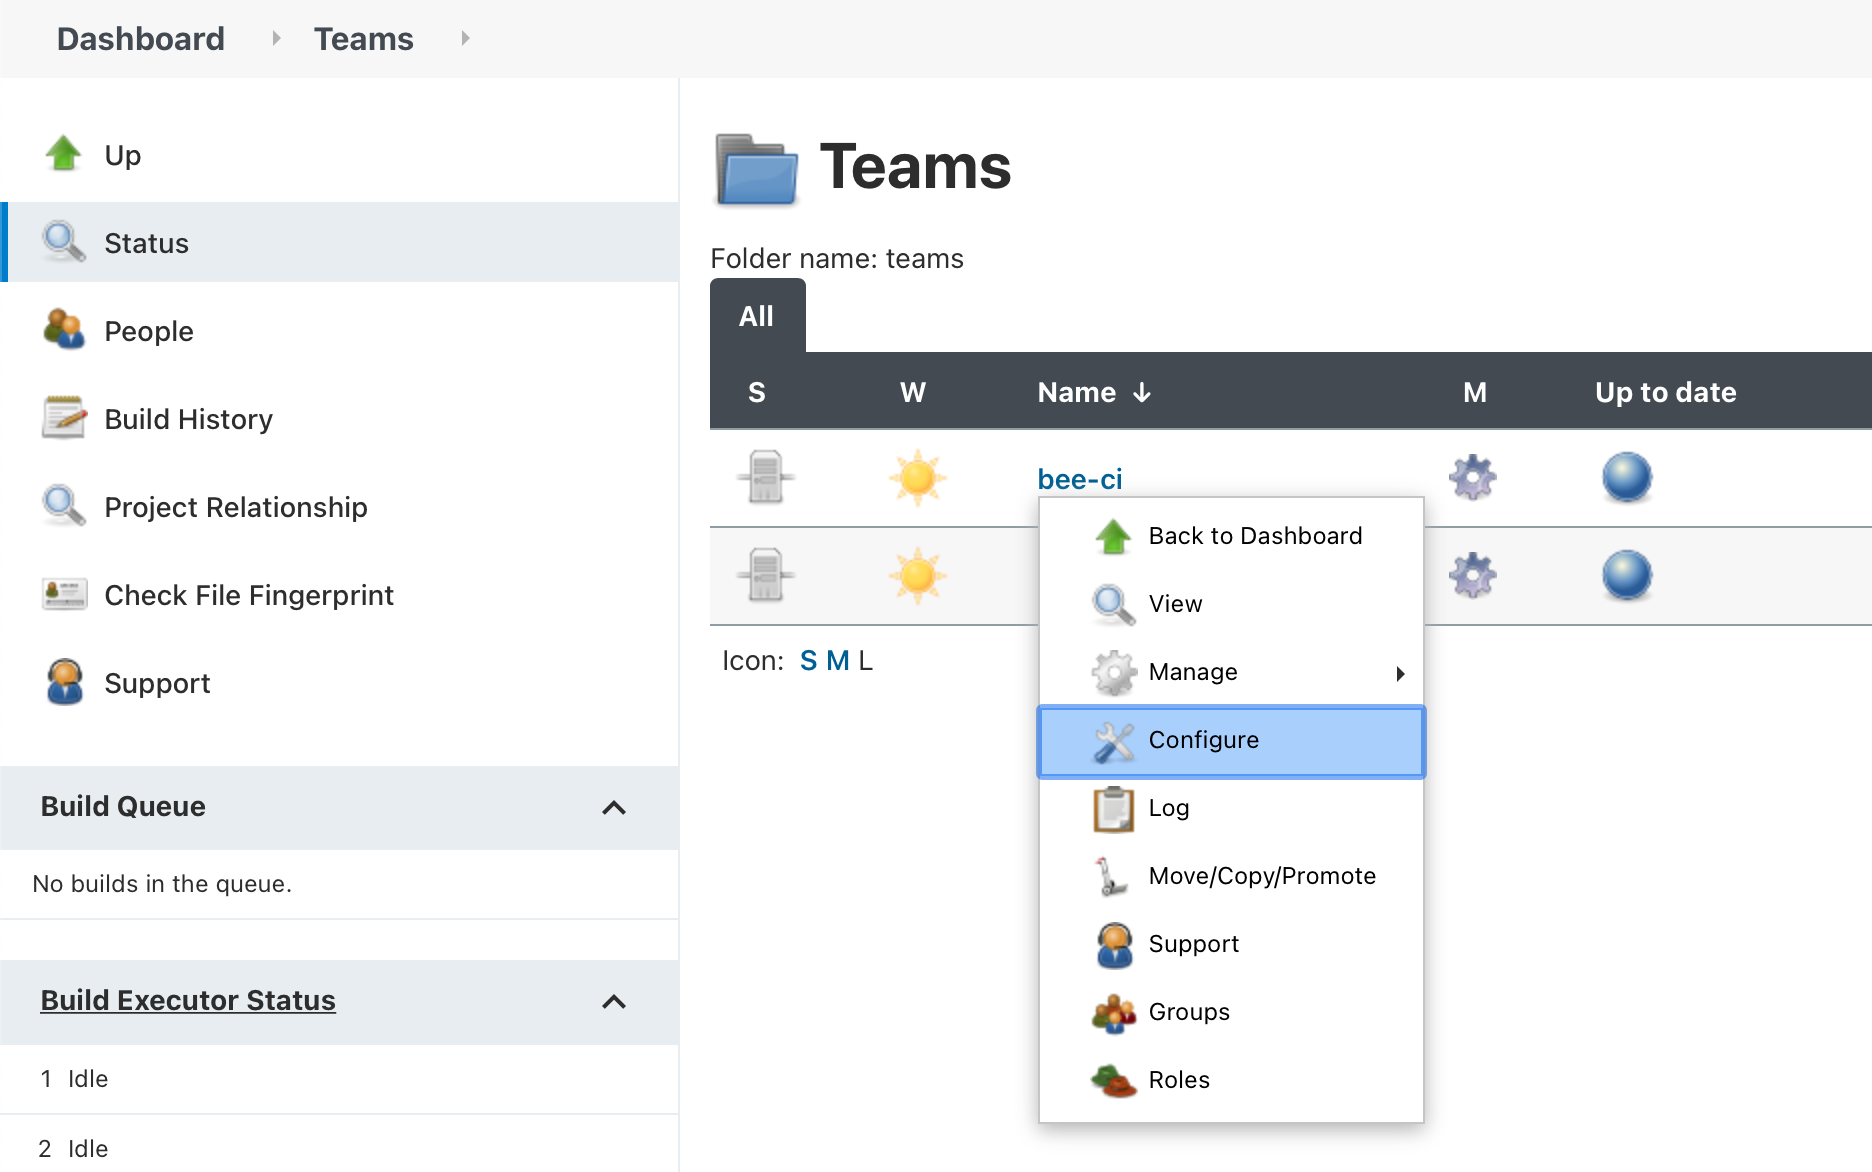 Dashboard Teams
Up
Status
People
Build History
Project Relationship
Check File Fingerprint
Support
Build Queue
No builds in the queue.
Build Executor Status
1 Idle
2 Idle
Teams
Folder name: teams
All
S W Name ↓ M Up to date
bee-ci
Icon: S M L
Back to Dashboard
View
Manage
Configure
Log
Move/Copy/Promote
Support
Groups
Roles